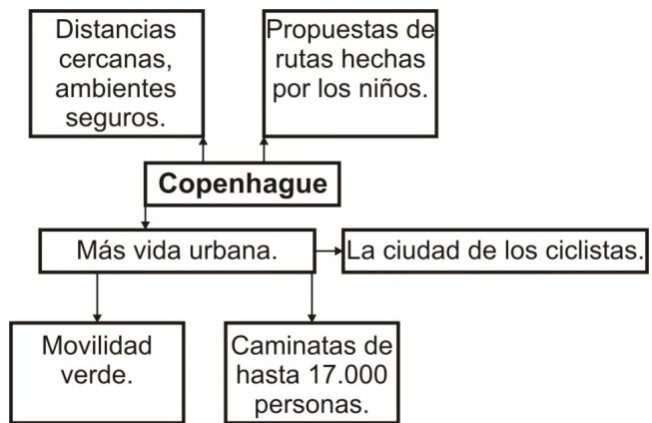 Distancias
cercanas,
ambientes
seguros.
Propuestas de
rutas hechas
por los niños.
Copenhague
Más vida urbana.
La ciudad de los ciclistas.
Movilidad
verde.
Caminatas de
hasta 17.000
personas.